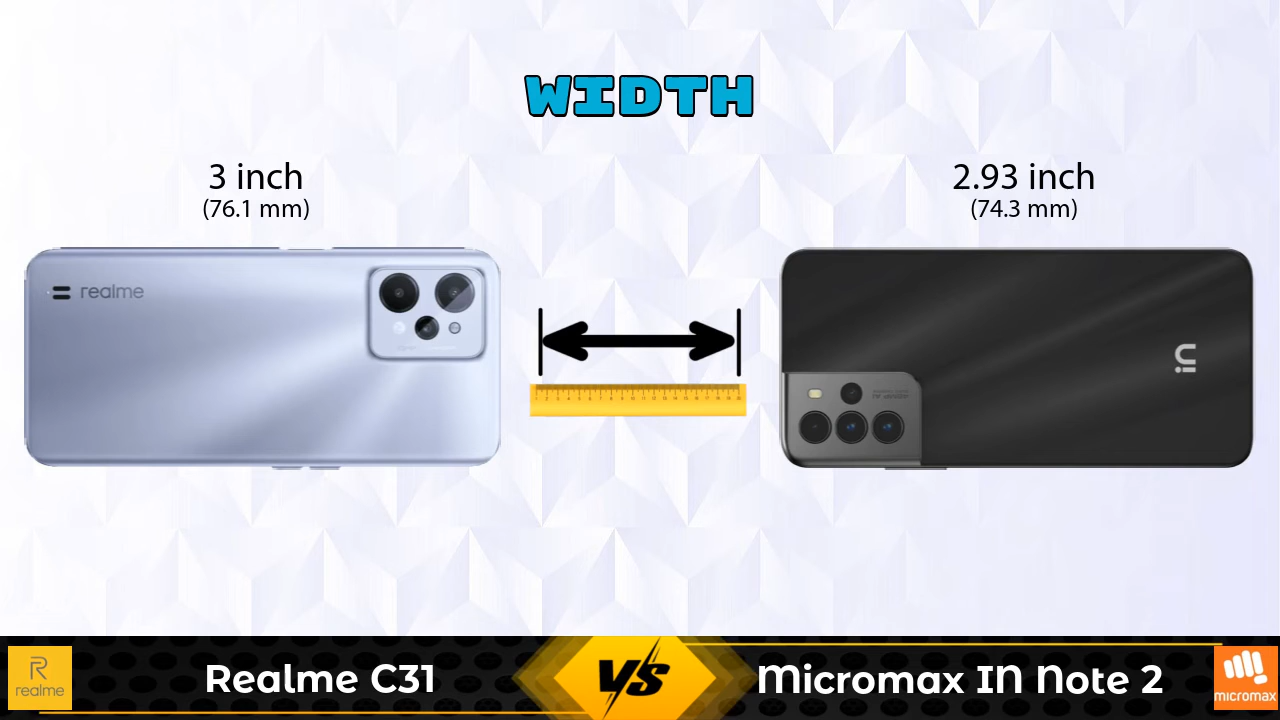 WIDTH
3 inch
(76.1 mm)
2.93 inch
(74.3 mm)
realme
in
R
realme
Realme C31
VS
Micromax IN Note 2
m
micromax